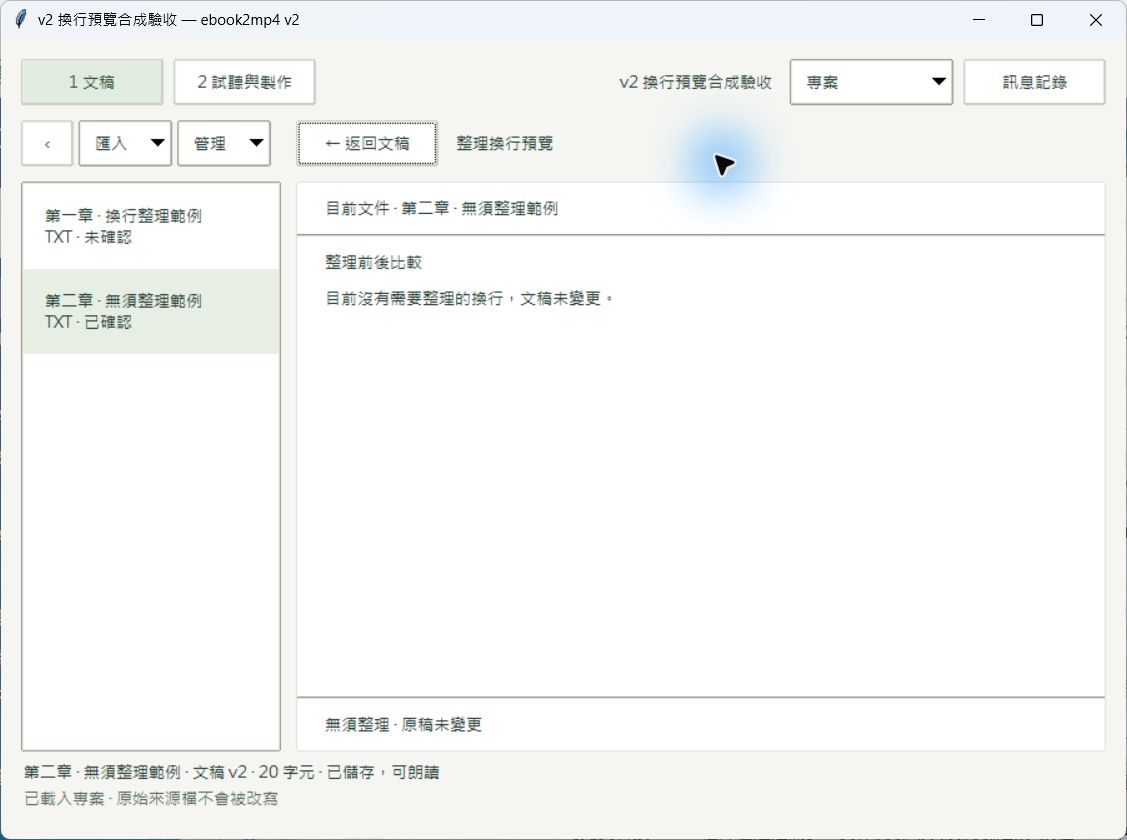 v2 換行預覽合成驗收 — ebook2mp4 v2
1 文稿
2 試聽與製作
v2 換行預覽合成驗收
專案
訊息記錄
‹
匯入
管理
← 返回文稿
整理換行預覽
第一章 · 換行整理範例
TXT · 未確認
第二章 · 無須整理範例
TXT · 已確認
目前文件 · 第二章 · 無須整理範例
整理前後比較
目前沒有需要整理的換行，文稿未變更。
無須整理 · 原稿未變更
第二章 · 無須整理範例 · 文稿 v2 · 20 字元 · 已儲存，可朗讀
已載入專案 · 原始來源檔不會被改寫